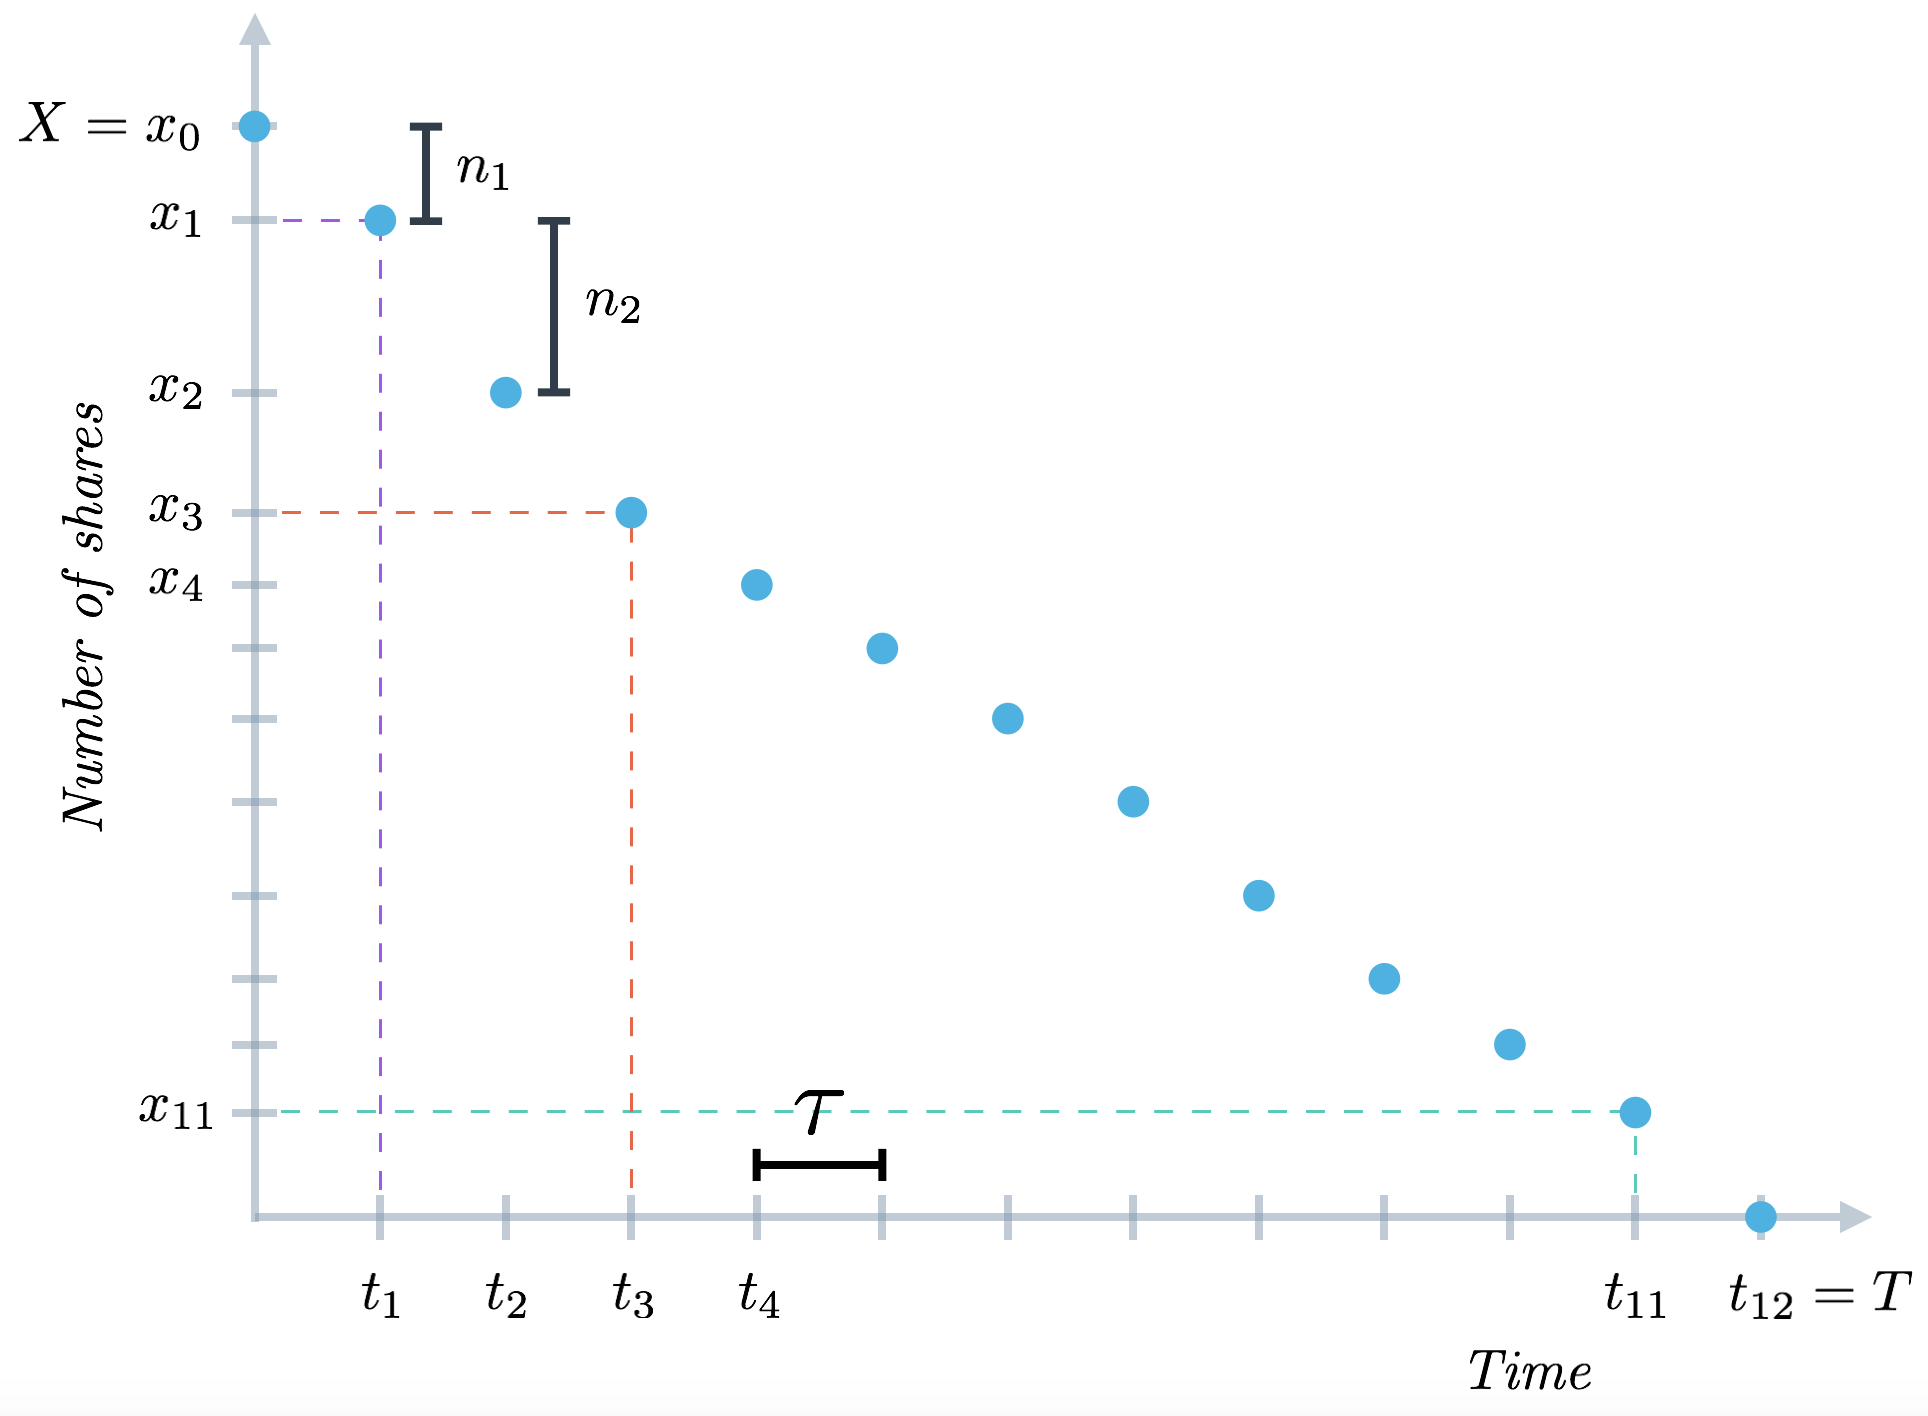 X = x₀
n₁
x₁
n₂
x₂
x₃
x₄
Number of shares
x₁₁
τ
t₁ t₂ t₃ t₄ t₁₁ t₁₂ = T
Time